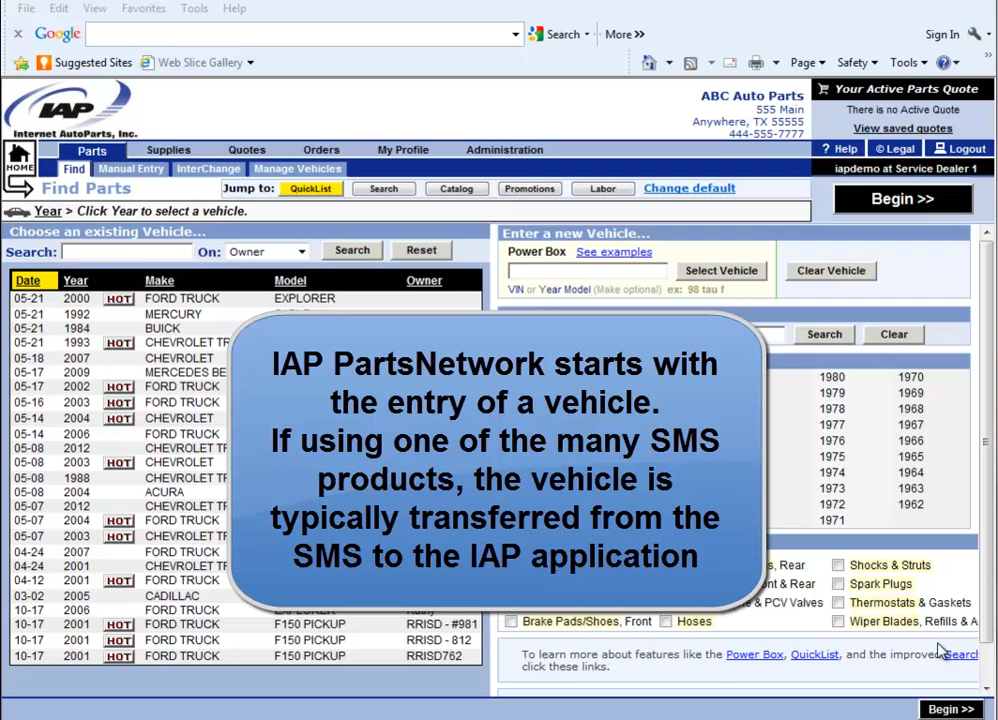 File Edit View Favorites Tools Help
x Google Search More >> Sign In
Suggested Sites Web Slice Gallery Page Safety Tools
IAP
Internet AutoParts, Inc.
ABC Auto Parts
555 Main
Anywhere, TX 55555
444-555-7777
Your Active Parts Quote
There is no Active Quote
View saved quotes
HOME Parts Supplies Quotes Orders My Profile Administration ? Help © Legal Logout
Find Manual Entry InterChange Manage Vehicles iapdemo at Service Dealer 1
Find Parts Jump to: QuickList Search Catalog Promotions Labor Change default Begin >>
Year > Click Year to select a vehicle.
Choose an existing Vehicle...
Search: On: Owner Search Reset
Date Year Make Model Owner
05-21 2000 HOT FORD TRUCK EXPLORER
05-21 1992 MERCURY
05-21 1984 BUICK
05-21 1993 HOT CHEVROLET TR
05-18 2007 CHEVROLET
05-17 2009 MERCEDES BE
05-17 2002 HOT FORD TRUCK
05-16 2003 HOT FORD TRUCK
05-14 2004 HOT CHEVROLET
05-14 2006 FORD TRUCK
05-08 2012 CHEVROLET TR
05-08 2003 HOT CHEVROLET
05-08 1988 CHEVROLET TR
05-08 2004 ACURA
05-07 2012 CHEVROLET TR
05-07 2004 HOT FORD TRUCK
05-07 2003 HOT CHEVROLET TR
04-24 2007 FORD TRUCK
04-24 2001 CHEVROLET TR
04-12 2001 HOT FORD TRUCK
03-02 2005 CADILLAC
10-17 2006 FORD TRUCK
10-17 2001 HOT FORD TRUCK F150 PICKUP RRISD - #981
10-17 2001 HOT FORD TRUCK F150 PICKUP RRISD - 812
10-17 2001 HOT FORD TRUCK F150 PICKUP RRISD762
Enter a new Vehicle...
Power Box See examples
Select Vehicle Clear Vehicle
VIN or Year Model (Make optional) ex: 98 tau f
Search Clear
1980 1970
1979 1969
1978 1968
1977 1967
1976 1966
1975 1965
1974 1964
1973 1963
1972 1962
1971
IAP PartsNetwork starts with
the entry of a vehicle.
If using one of the many SMS
products, the vehicle is
typically transferred from the
SMS to the IAP application
, Rear Shocks & Struts
& Rear Spark Plugs
& PCV Valves Thermostats & Gaskets
Brake Pads/Shoes, Front Hoses Wiper Blades, Refills & A
To learn more about features like the Power Box, QuickList, and the improved Search
click these links.
Begin >>